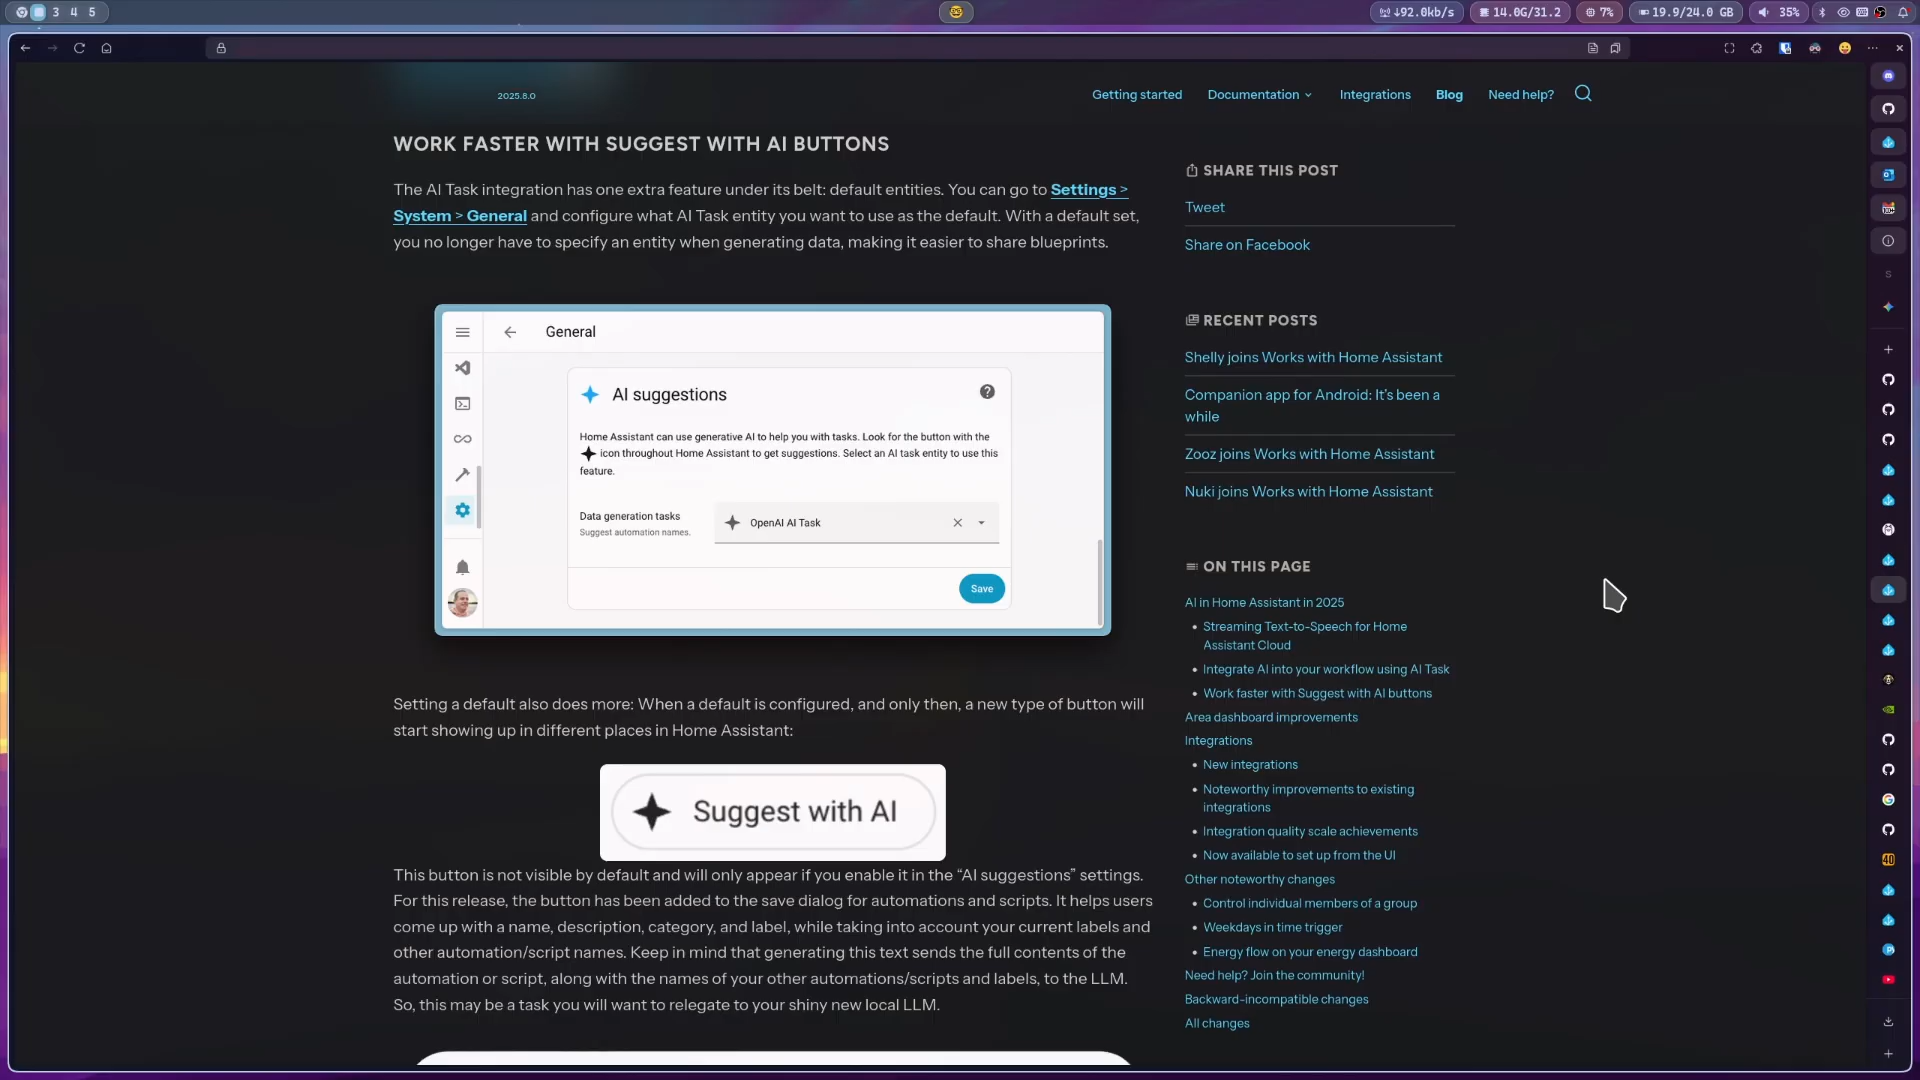 3 4 5
↓92.0kb/s
14.0G/31.2
7%
19.9/24.0 GB
35%
2025.8.0
Getting started
Documentation
Integrations
Blog
Need help?
WORK FASTER WITH SUGGEST WITH AI BUTTONS
The AI Task integration has one extra feature under its belt: default entities. You can go to Settings >
System > General and configure what AI Task entity you want to use as the default. With a default set,
you no longer have to specify an entity when generating data, making it easier to share blueprints.
General
AI suggestions
Home Assistant can use generative AI to help you with tasks. Look for the button with the
icon throughout Home Assistant to get suggestions. Select an AI task entity to use this
feature.
Data generation tasks
Suggest automation names.
OpenAI AI Task
Save
Setting a default also does more: When a default is configured, and only then, a new type of button will
start showing up in different places in Home Assistant:
Suggest with AI
This button is not visible by default and will only appear if you enable it in the “AI suggestions” settings.
For this release, the button has been added to the save dialog for automations and scripts. It helps users
come up with a name, description, category, and label, while taking into account your current labels and
other automation/script names. Keep in mind that generating this text sends the full contents of the
automation or script, along with the names of your other automations/scripts and labels, to the LLM.
So, this may be a task you will want to relegate to your shiny new local LLM.
SHARE THIS POST
Tweet
Share on Facebook
RECENT POSTS
Shelly joins Works with Home Assistant
Companion app for Android: It’s been a
while
Zooz joins Works with Home Assistant
Nuki joins Works with Home Assistant
ON THIS PAGE
AI in Home Assistant in 2025
• Streaming Text-to-Speech for Home
Assistant Cloud
• Integrate AI into your workflow using AI Task
• Work faster with Suggest with AI buttons
Area dashboard improvements
Integrations
• New integrations
• Noteworthy improvements to existing
integrations
• Integration quality scale achievements
• Now available to set up from the UI
Other noteworthy changes
• Control individual members of a group
• Weekdays in time trigger
• Energy flow on your energy dashboard
Need help? Join the community!
Backward-incompatible changes
All changes
S
40